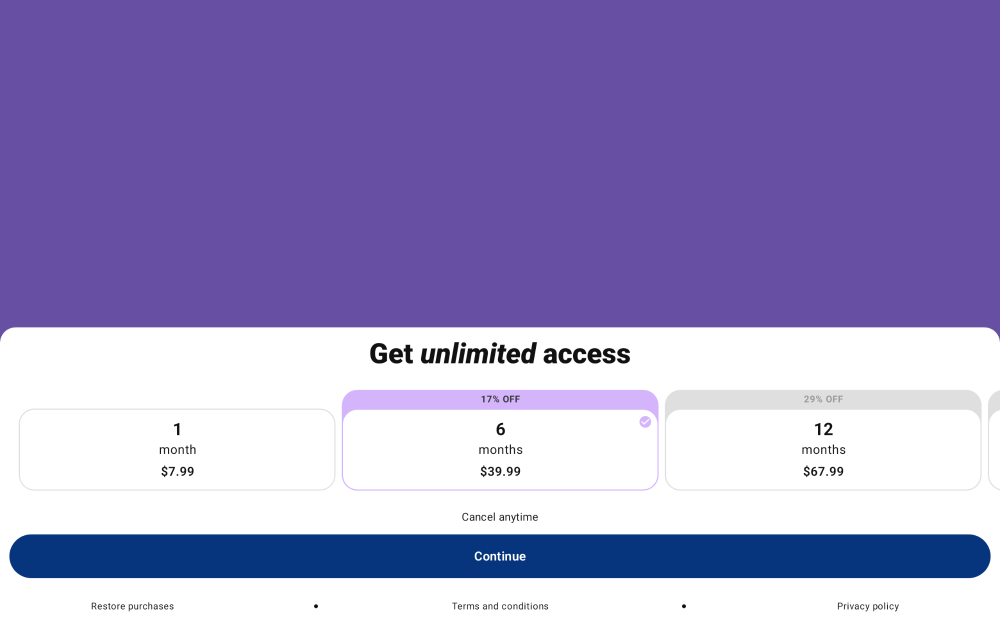 Get unlimited access
17% OFF
29% OFF
1
month
$7.99
6
months
$39.99
12
months
$67.99
Cancel anytime
Continue
Restore purchases
Terms and conditions
Privacy policy